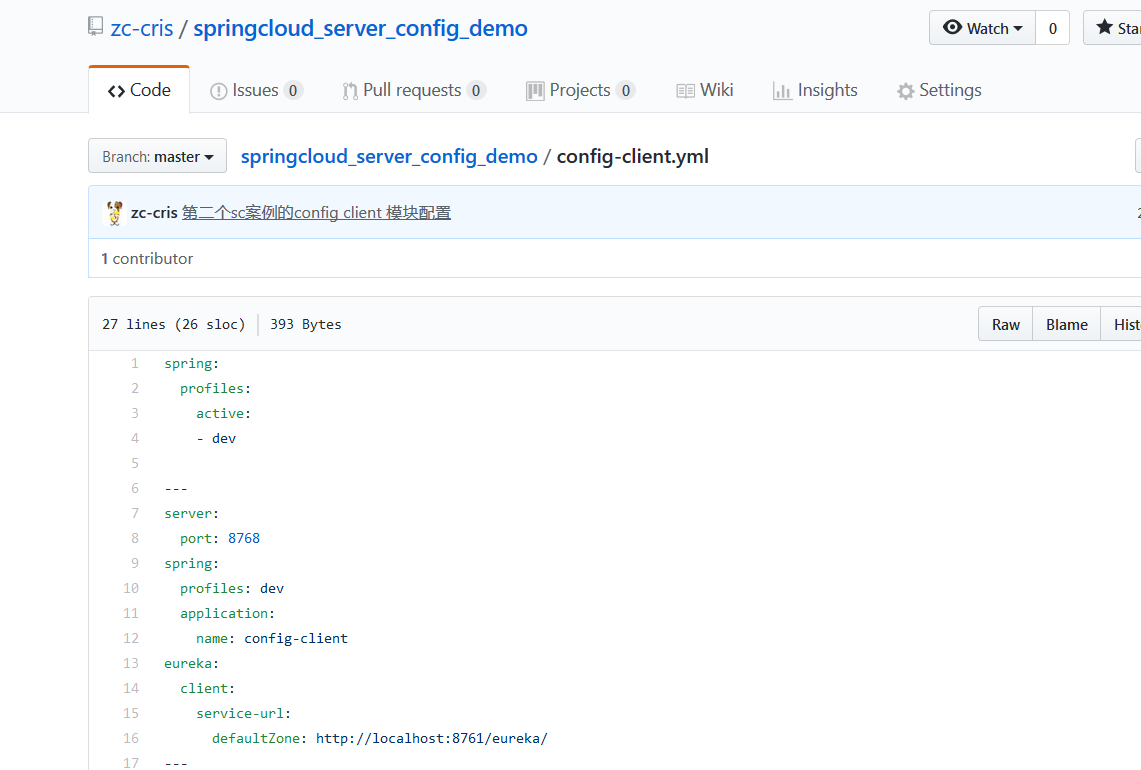 zc-cris / springcloud_server_config_demo
Watch 0
Code Issues 0 Pull requests 0 Projects 0 Wiki Insights Settings
Branch: master springcloud_server_config_demo / config-client.yml
zc-cris 第二个sc案例的config client 模块配置
1 contributor
27 lines (26 sloc) 393 Bytes Raw Blame
1 spring:
2 profiles:
3 active:
4 - dev
5
6 ---
7 server:
8 port: 8768
9 spring:
10 profiles: dev
11 application:
12 name: config-client
13 eureka:
14 client:
15 service-url:
16 defaultZone: http://localhost:8761/eureka/
17 ---